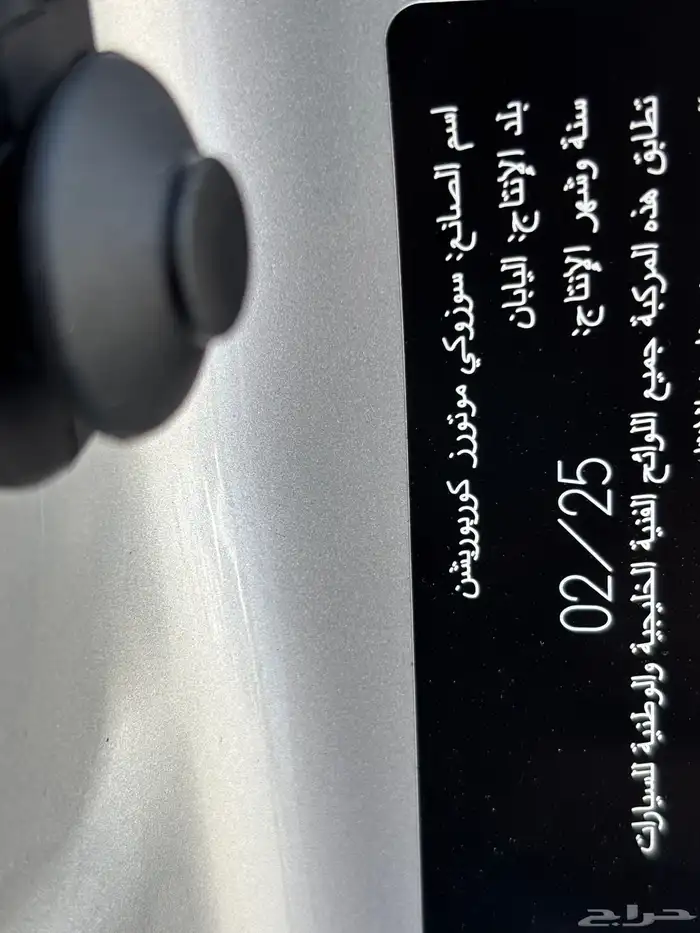 اسم الصانع: سوزوكي موتورز كوربوريشن
بلد الإنتاج: اليابان
سنة وشهر الإنتاج: 02/25
تطابق هذه المركبة جميع اللوائح الفنية الخليجية والوطنية للسيارات
حراج